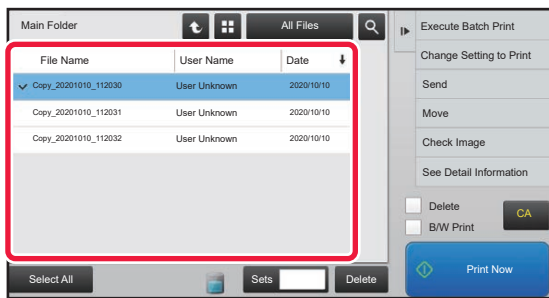 Main Folder
All Files
File Name User Name Date
Copy_20201010_112030 User Unknown 2020/10/10
Copy_20201010_112031 User Unknown 2020/10/10
Copy_20201010_112032 User Unknown 2020/10/10
Select All
Sets
Delete
Execute Batch Print
Change Setting to Print
Send
Move
Check Image
See Detail Information
Delete
B/W Print
CA
Print Now